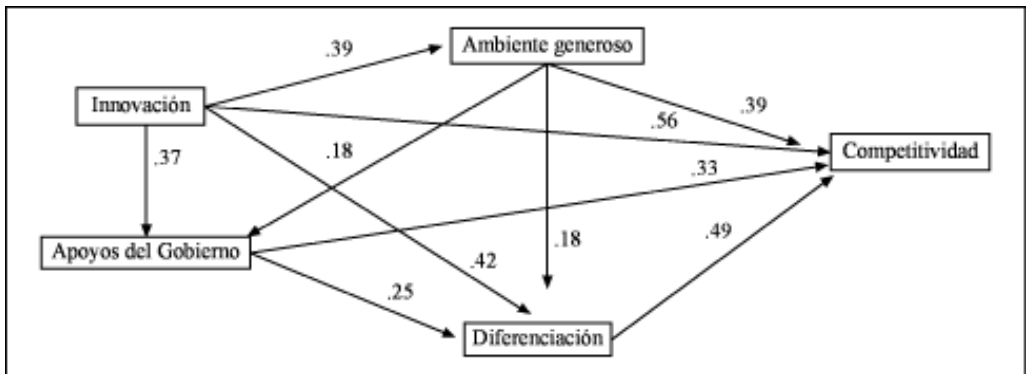 Ambiente generoso
.39
Innovación
.39
.56
.37
.18
Competitividad
.33
Apoyos del Gobierno
.18
.49
.42
.25
Diferenciación